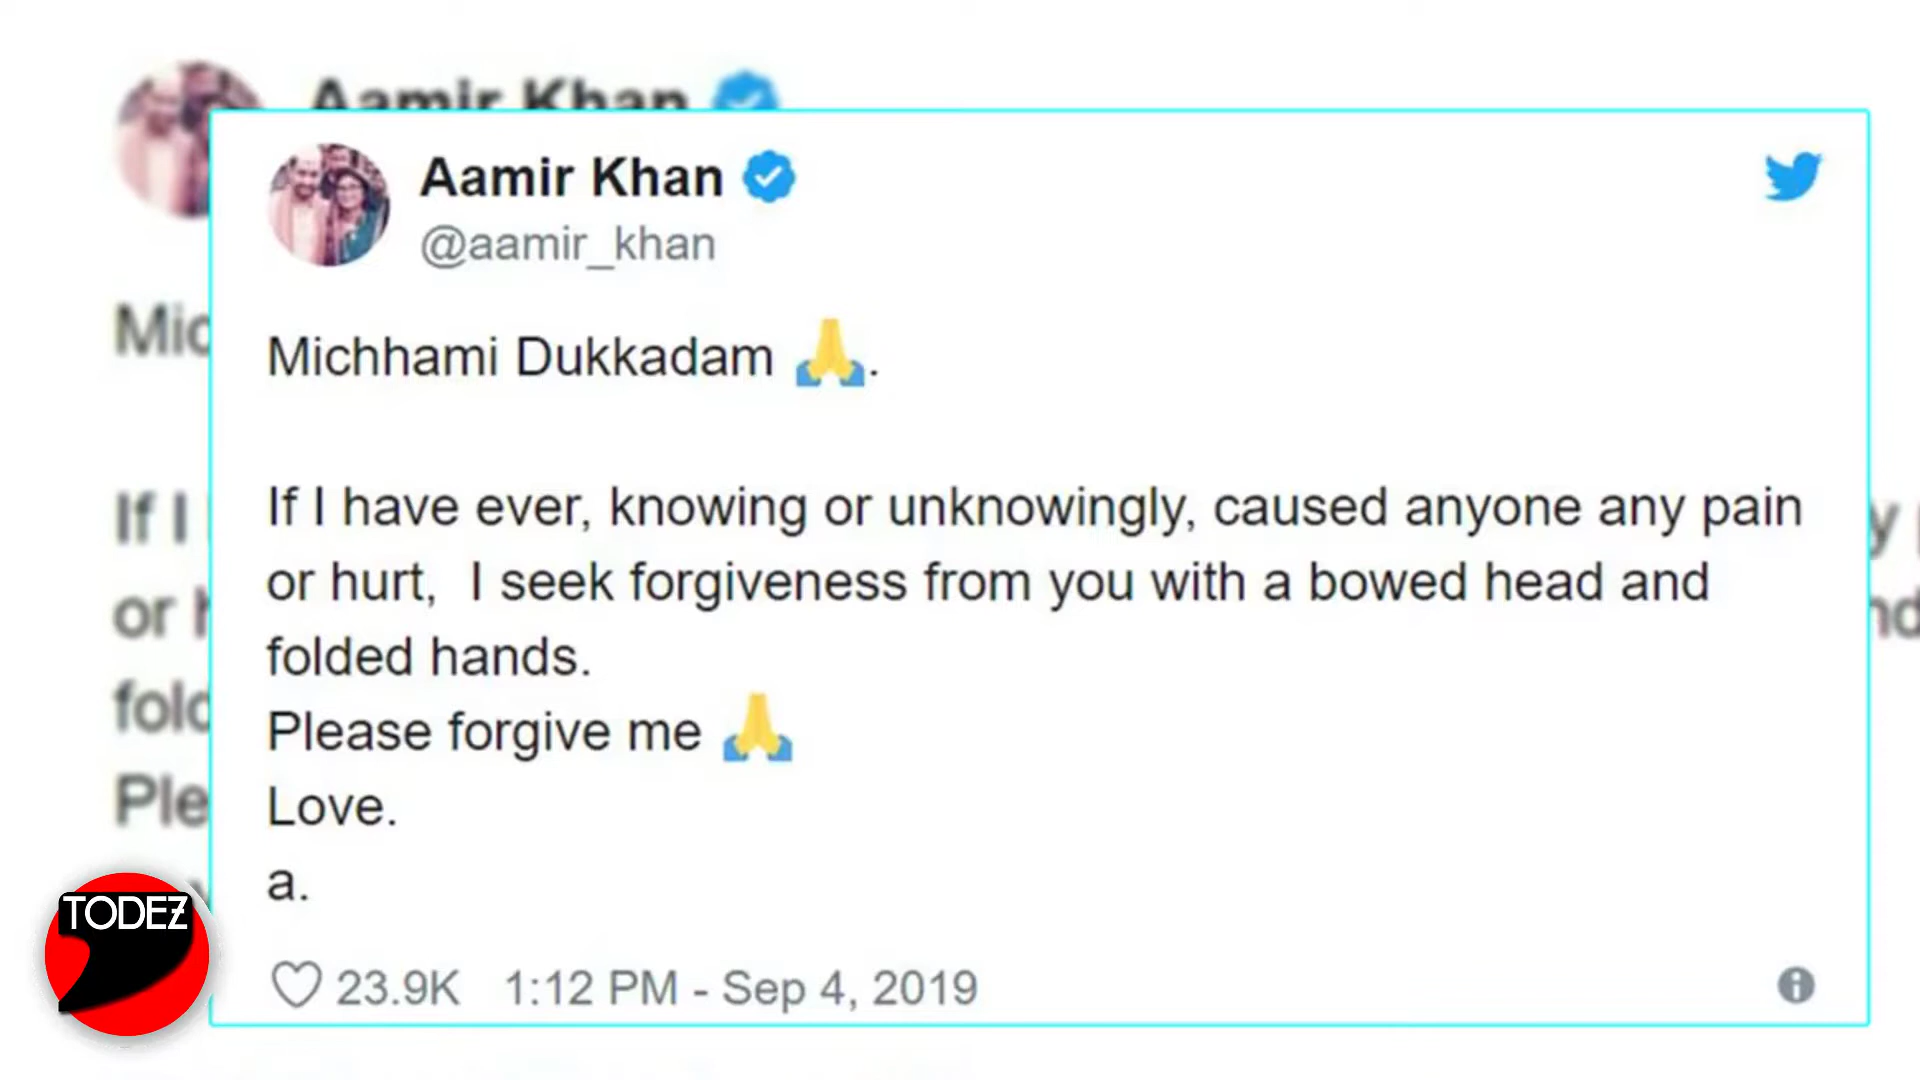 Aamir Khan
Aamir Khan
@aamir_khan
Michhami Dukkadam 🙏.
If I have ever, knowing or unknowingly, caused anyone any pain
or hurt,  I seek forgiveness from you with a bowed head and
folded hands.
Please forgive me 🙏
Love.
a.
23.9K 1:12 PM - Sep 4, 2019
TODEZ